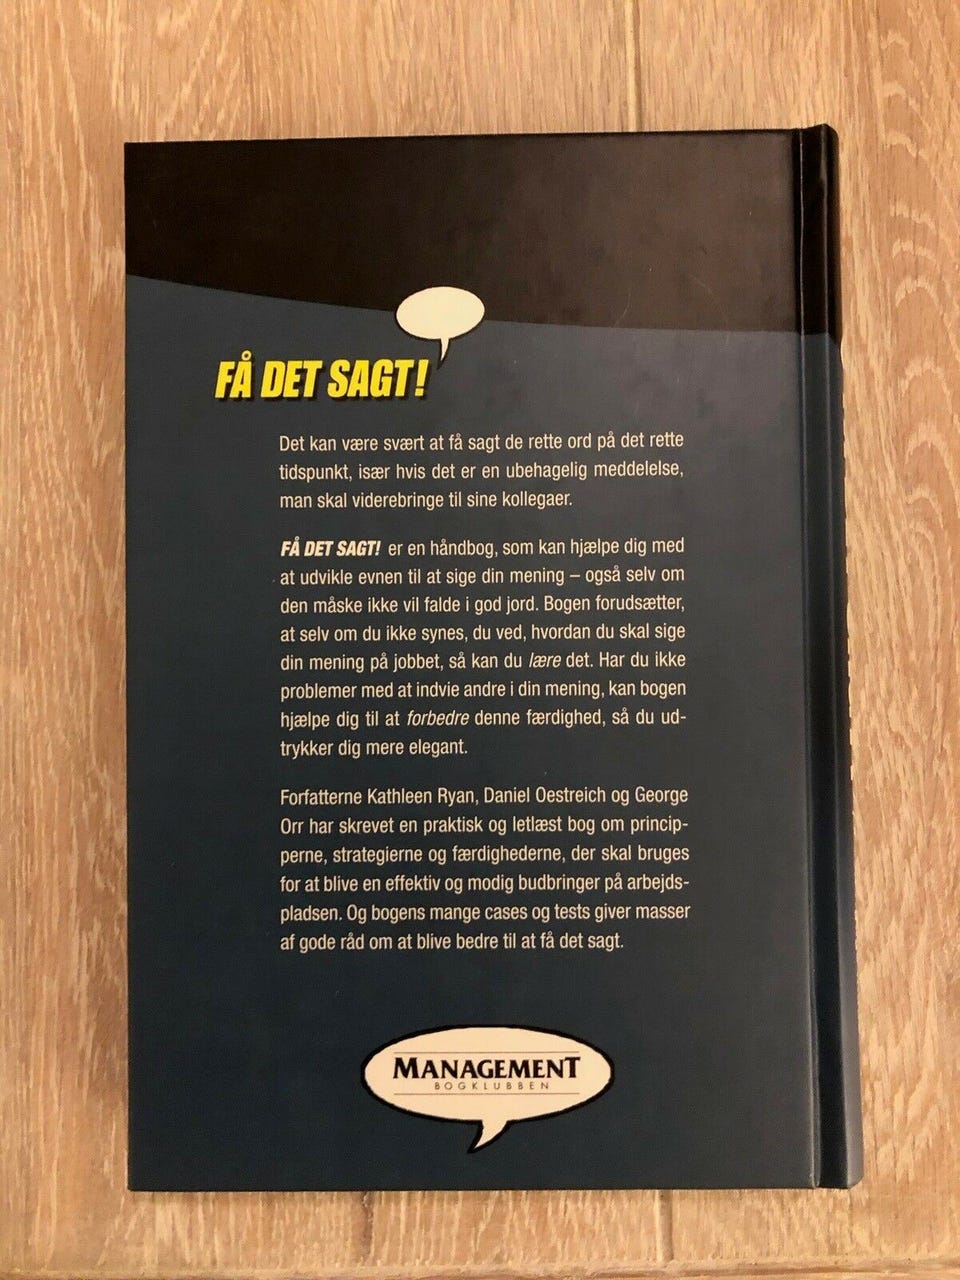 FÅ DET SAGT!
Det kan være svært at få sagt de rette ord på det rette
tidspunkt, især hvis det er en ubehagelig meddelelse,
man skal viderebringe til sine kollegaer.
FÅ DET SAGT! er en håndbog, som kan hjælpe dig med
at udvikle evnen til at sige din mening – også selv om
den måske ikke vil falde i god jord. Bogen forudsætter,
at selv om du ikke synes, du ved, hvordan du skal sige
din mening på jobbet, så kan du lære det. Har du ikke
problemer med at indvie andre i din mening, kan bogen
hjælpe dig til at forbedre denne færdighed, så du ud-
trykker dig mere elegant.
Forfatterne Kathleen Ryan, Daniel Oestreich og George
Orr har skrevet en praktisk og letlæst bog om princip-
perne, strategierne og færdighederne, der skal bruges
for at blive en effektiv og modig budbringer på arbejds-
pladsen. Og bogens mange cases og tests giver masser
af gode råd om at blive bedre til at få det sagt.
MANAGEMENT
BOGKLUBBEN